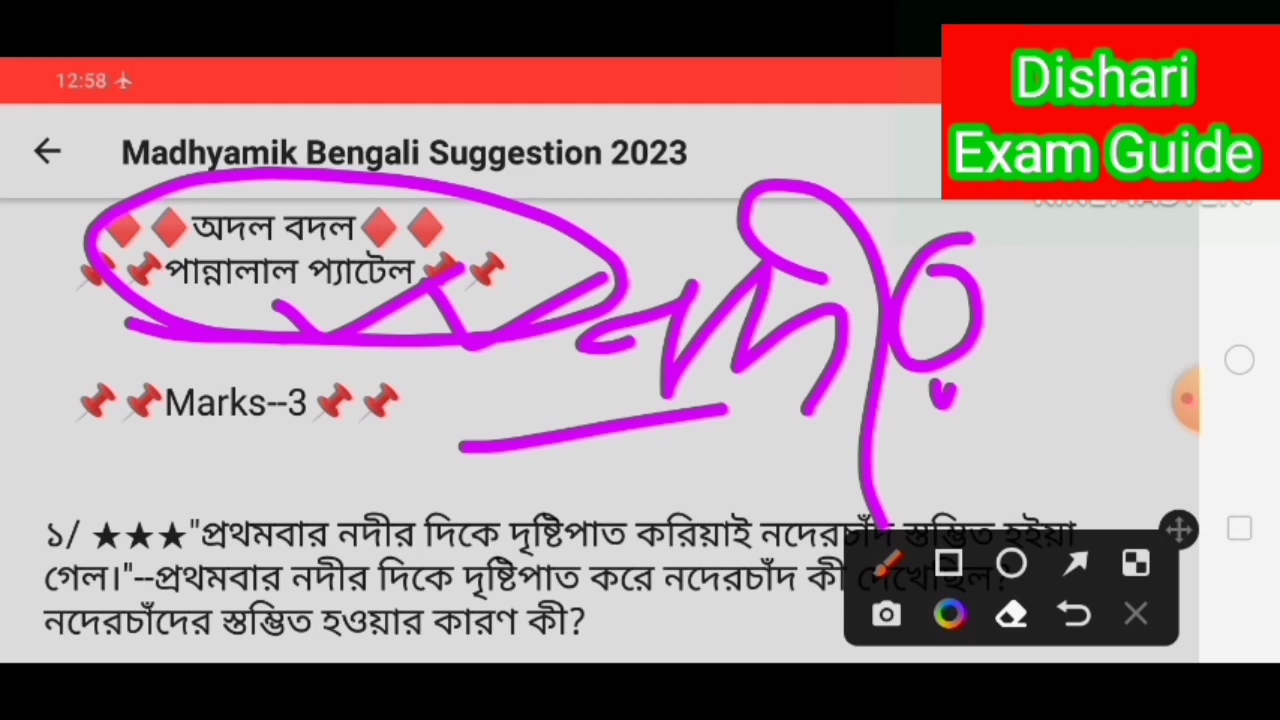 Dishari
Exam Guide
12:58
Madhyamik Bengali Suggestion 2023
অদল বদল
পান্নালাল প্যাটেল
নদীর
Marks--3
১/ ★★★"প্রথমবার নদীর দিকে দৃষ্টিপাত করিয়াই নদেরচাঁদ স্তম্ভিত হইয়া
গেল।"--প্রথমবার নদীর দিকে দৃষ্টিপাত করে নদেরচাঁদ কী দেখেছিল?
নদেরচাঁদের স্তম্ভিত হওয়ার কারণ কী?